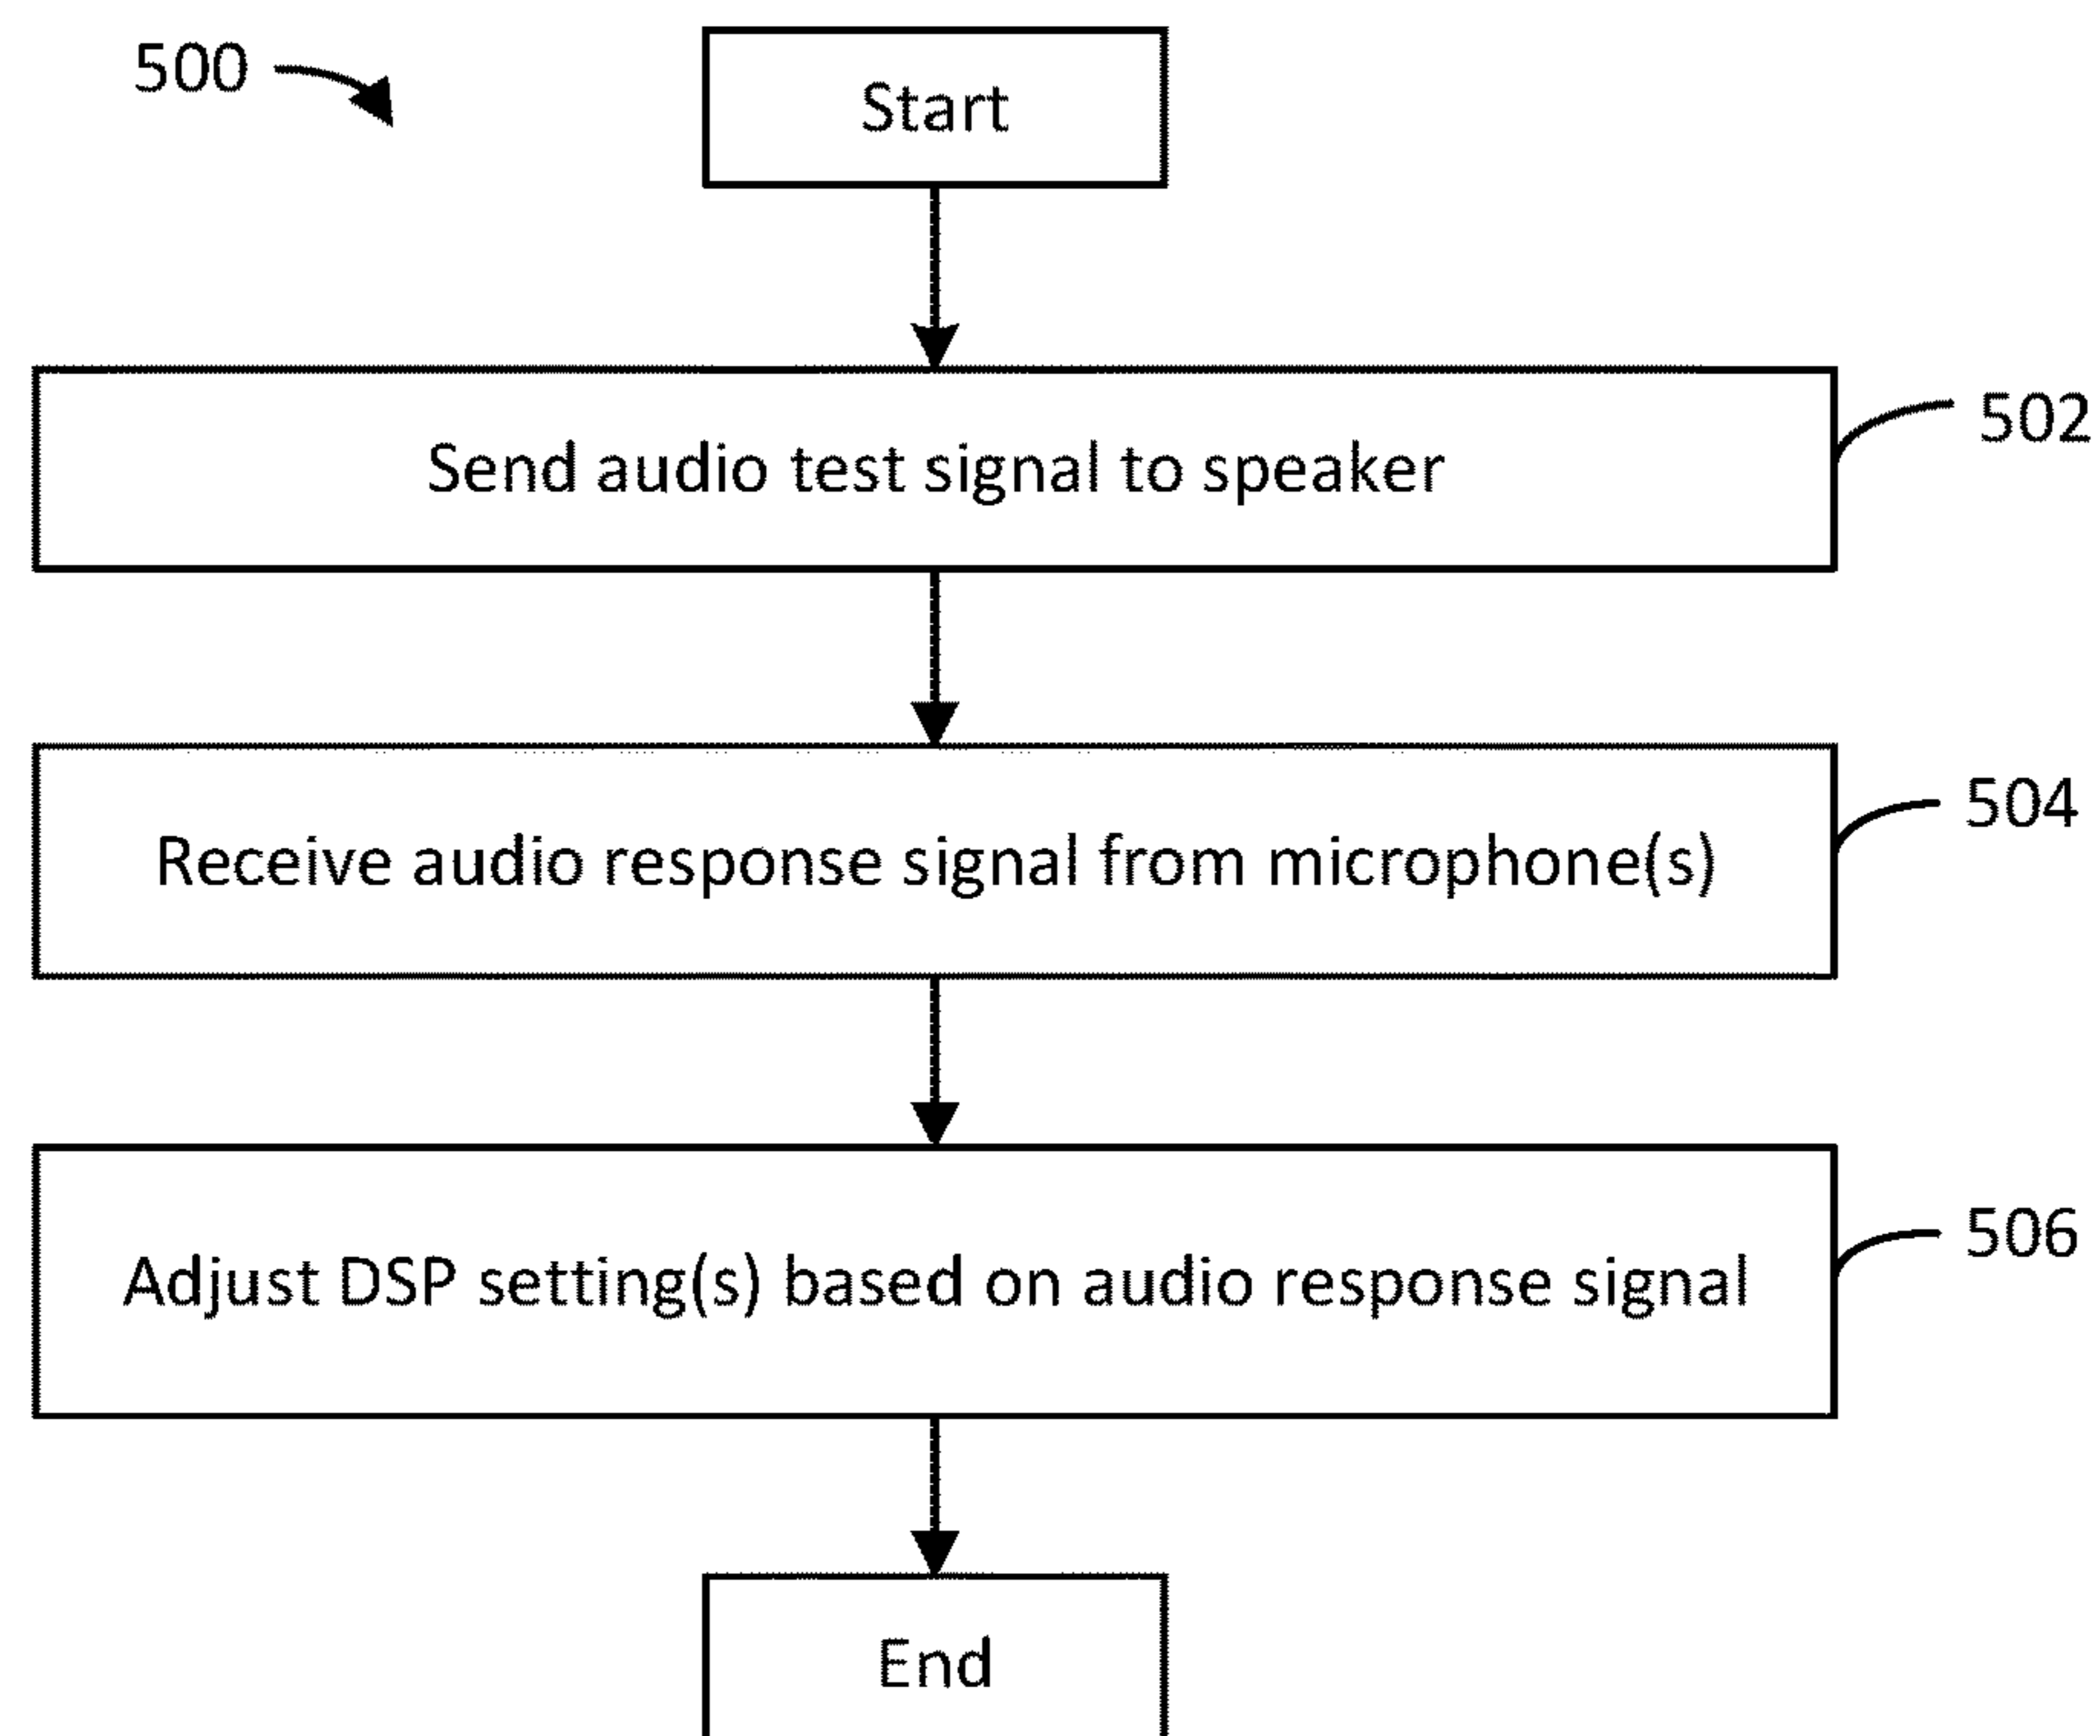 500
Start
Send audio test signal to speaker
502
Receive audio response signal from microphone(s)
504
Adjust DSP setting(s) based on audio response signal
506
End